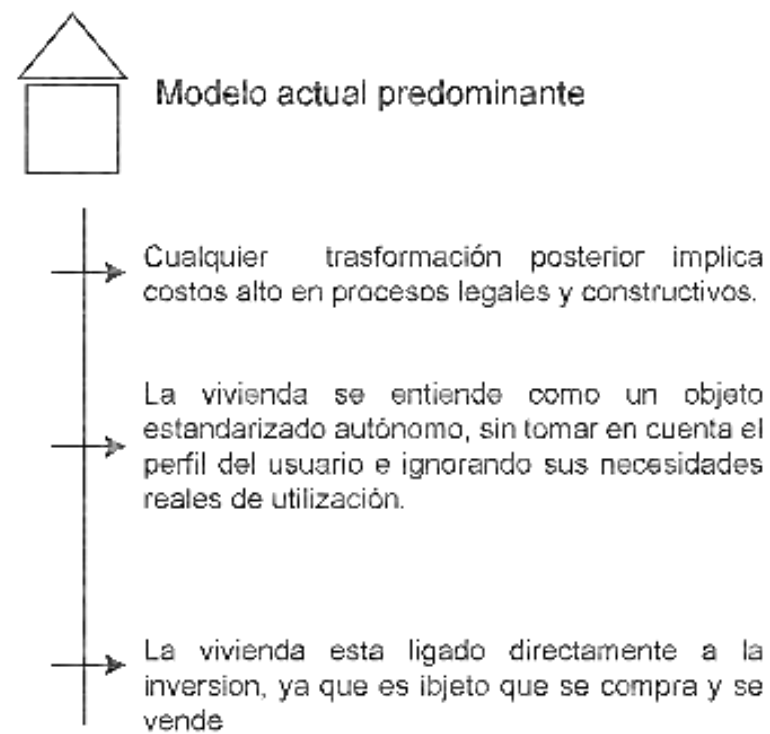 Modelo actual predominante
Cualquier trasformación posterior implica
costos alto en procesos legales y constructivos.
La vivienda se entiende como un objeto
estandarizado autónomo, sin tomar en cuenta el
perfil del usuario e ignorando sus necesidades
reales de utilización.
La vivienda esta ligado directamente a la
inversion, ya que es ibjeto que se compra y se
vende